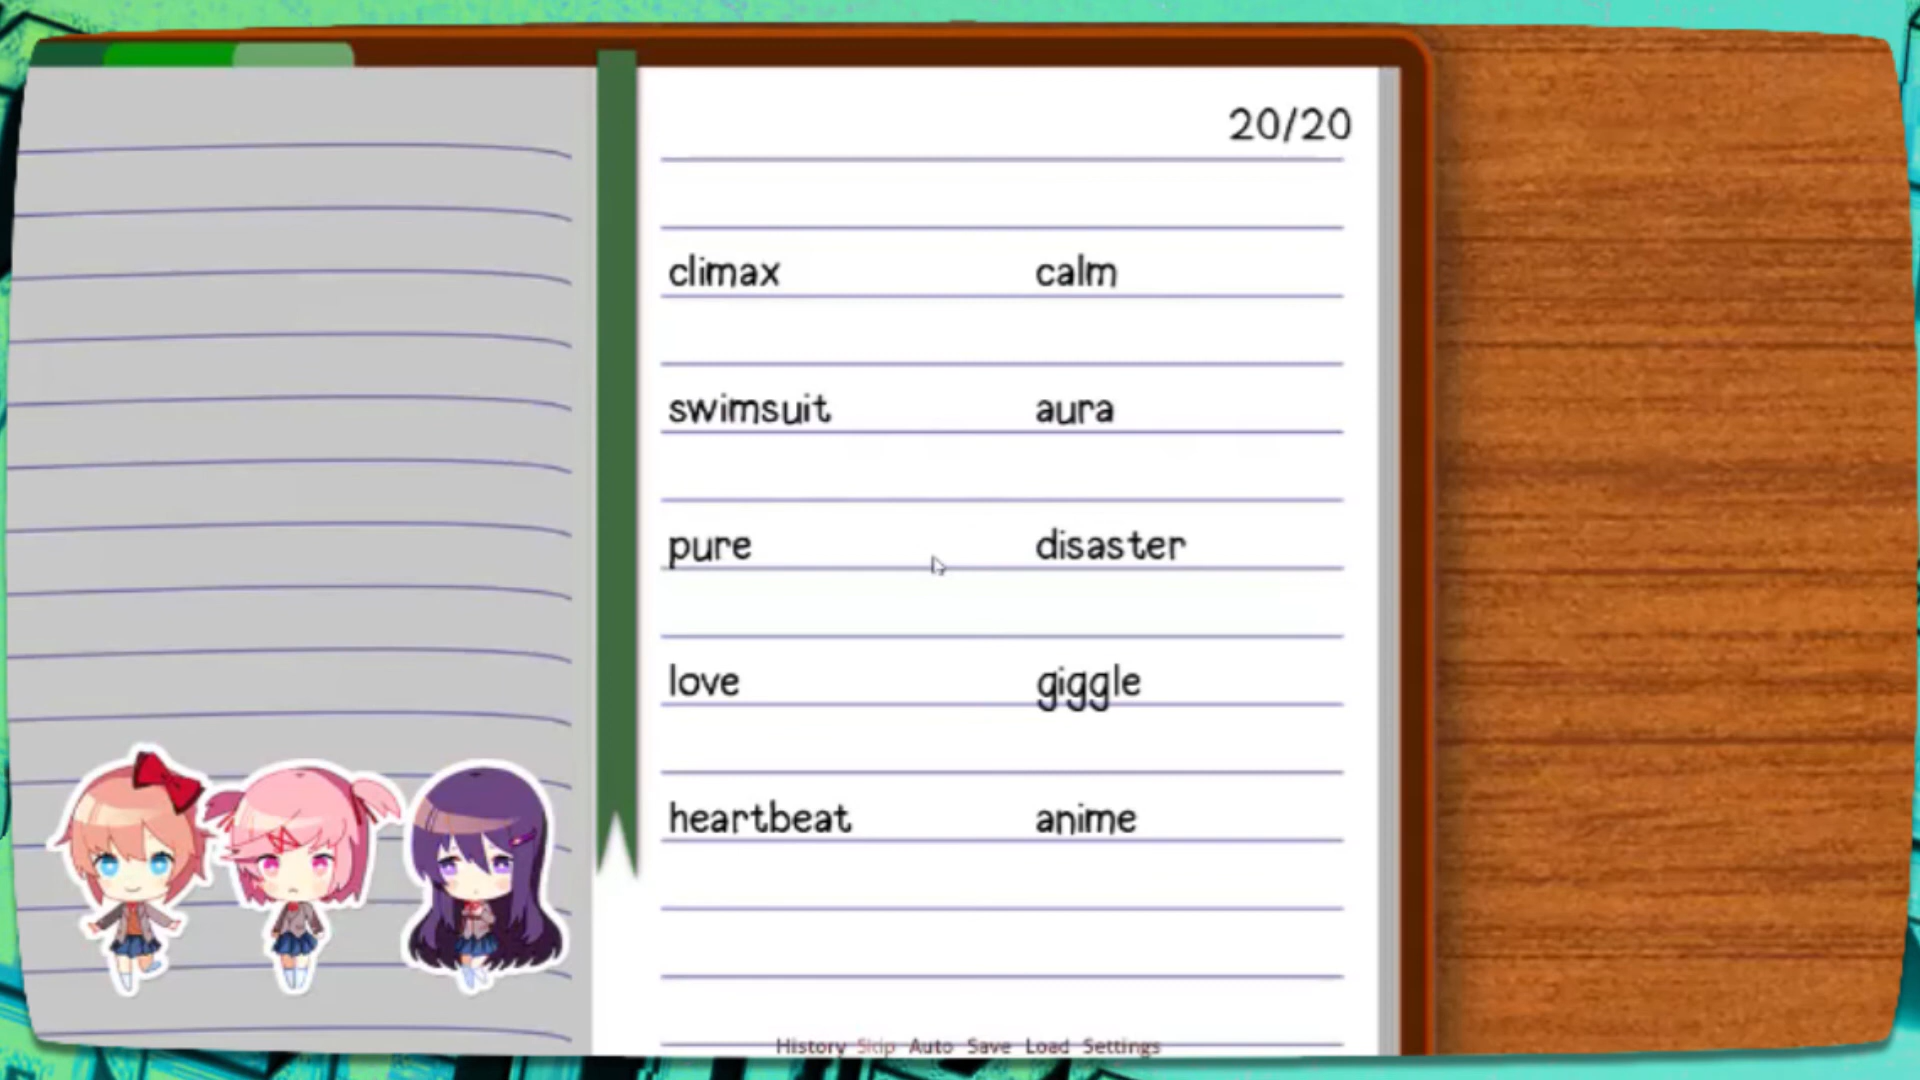 20/20
climax calm
swimsuit aura
pure disaster
love giggle
heartbeat anime
History Skip Auto Save Load Settings